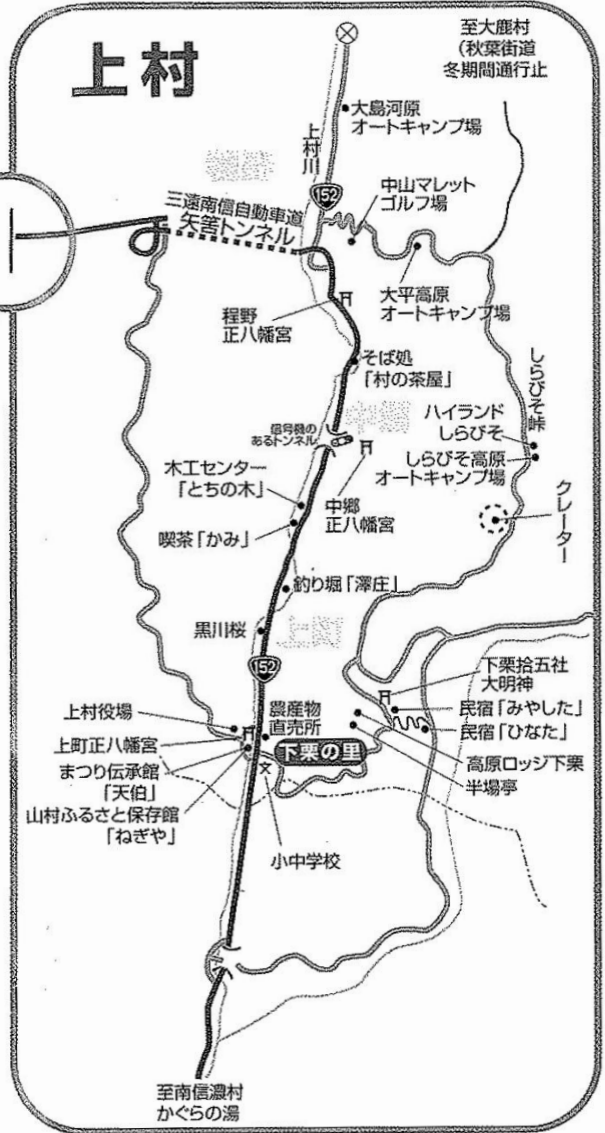 上村
至大鹿村
(秋葉街道
冬期間通行止
大島河原
オートキャンプ場
上村川
152
中山マレット
ゴルフ場
三遠南信自動車道
矢筈トンネル
大平高原
オートキャンプ場
程野
正八幡宮
そば処
「村の茶屋」
しらびそ峠
中郷
信号機の
あるトンネル
ハイランド
しらびそ
しらびそ高原
オートキャンプ場
木工センター
「とちの木」
中郷
正八幡宮
クレーター
喫茶「かみ」
釣り堀「澤庄」
黒川桜
上町
152
下栗拾五社
大明神
上村役場
農産物
直売所
民宿「みやした」
上町正八幡宮
民宿「ひなた」
下栗の里
まつり伝承館
「天伯」
高原ロッジ下栗
半場亭
山村ふるさと保存館
「ねぎや」
文
小中学校
至南信濃村
かぐらの湯